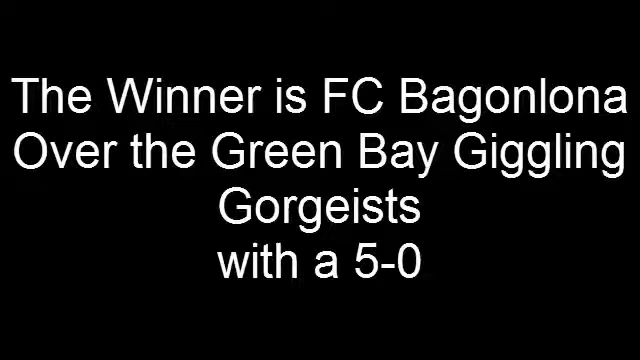 The Winner is FC Bagonlona
Over the Green Bay Giggling
Gorgeists
with a 5-0